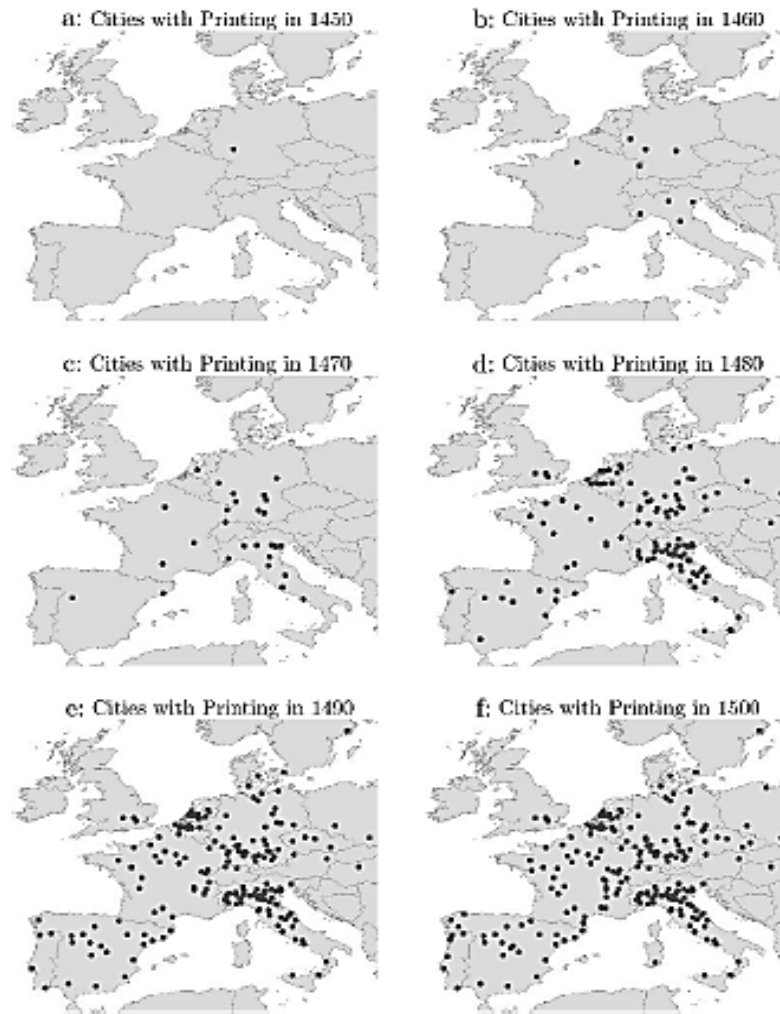 a: Cities with Printing in 1450
b: Cities with Printing in 1460
c: Cities with Printing in 1470
d: Cities with Printing in 1480
e: Cities with Printing in 1490
f: Cities with Printing in 1500